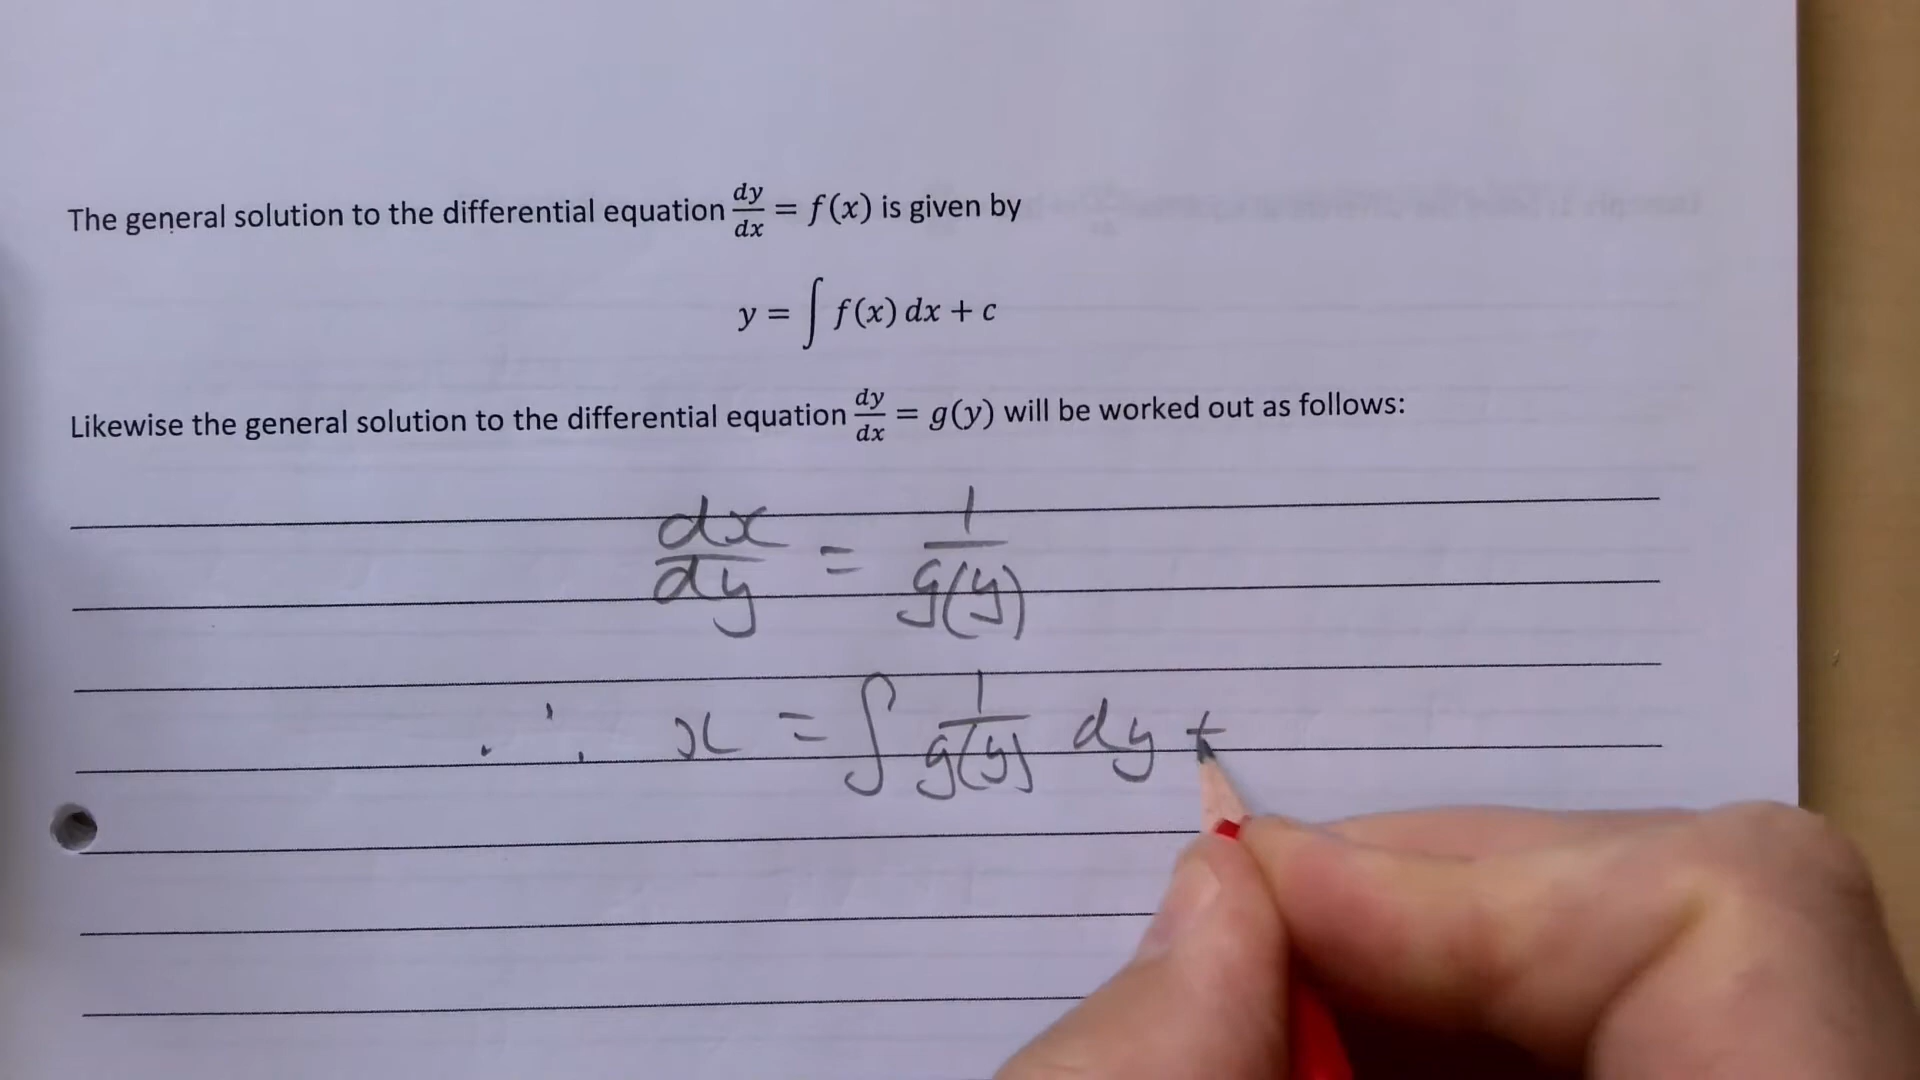 The general solution to the differential equation dy/dx = f(x) is given by
y = ∫ f(x) dx + c
Likewise the general solution to the differential equation dy/dx = g(y) will be worked out as follows:
dx/dy = 1/g(y)
∴ x = ∫ 1/g(y) dy +